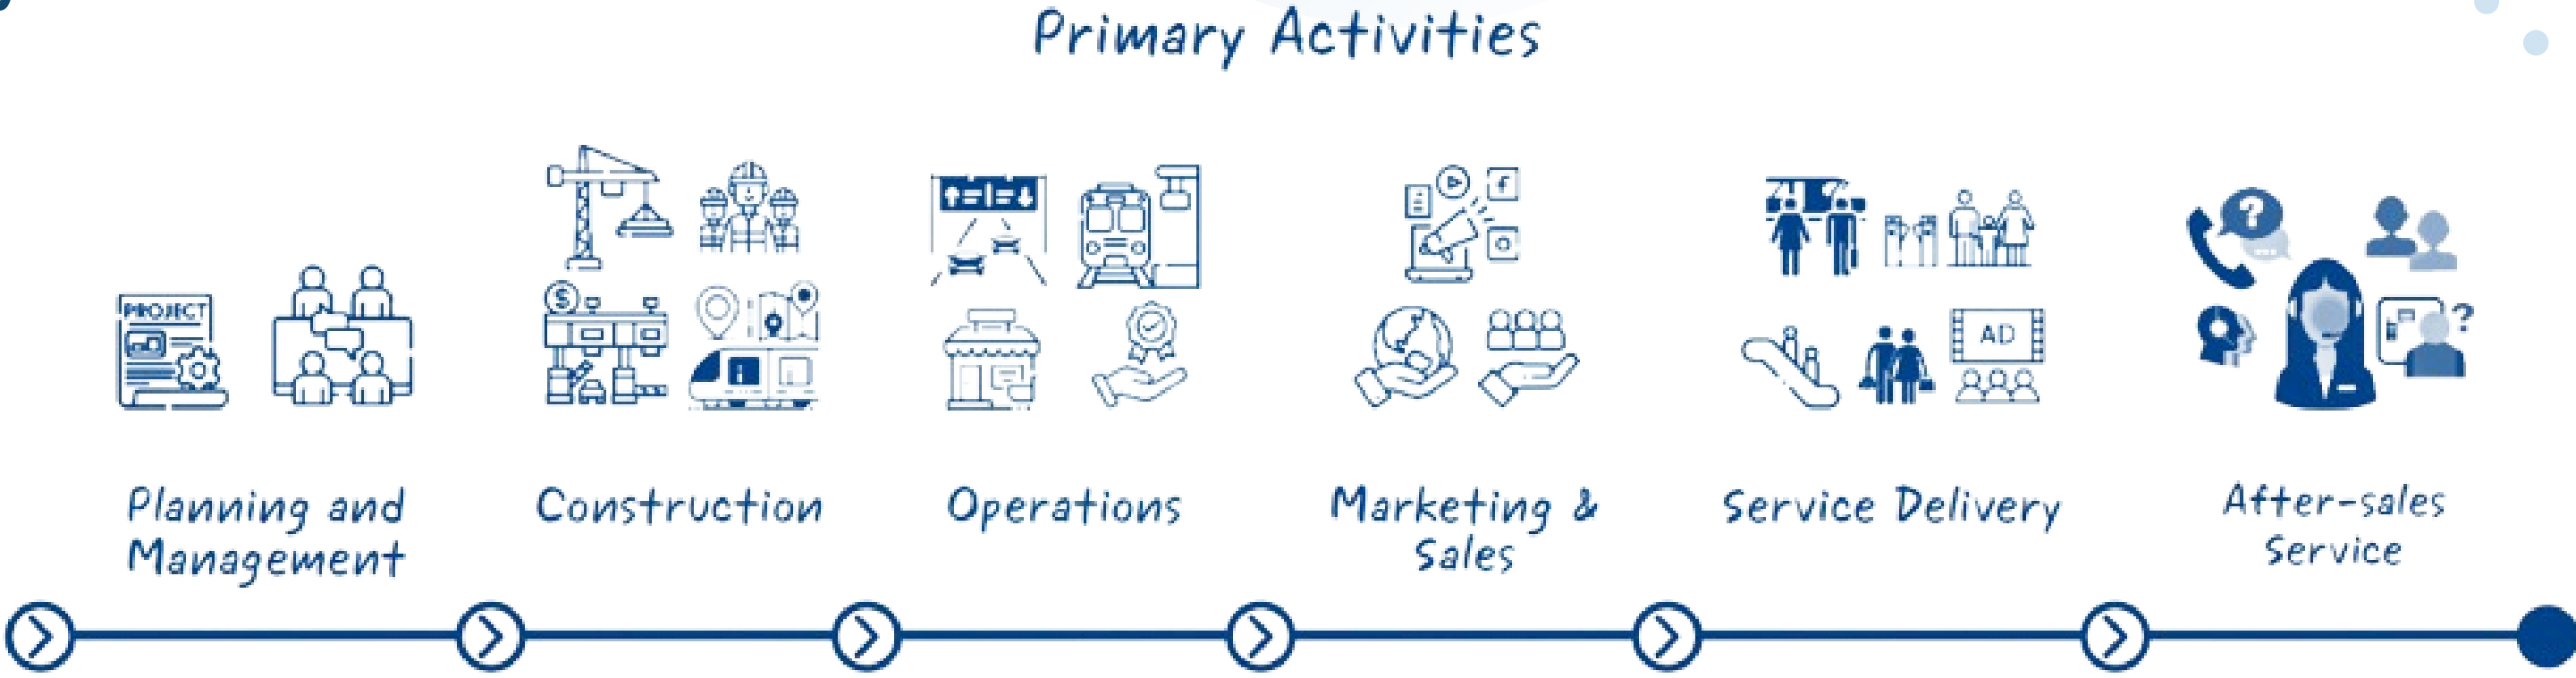 Primary Activities
PROJECT
$
AD
?
?
Planning and
Management
Construction
Operations
Marketing &
Sales
Service Delivery
After-sales
Service